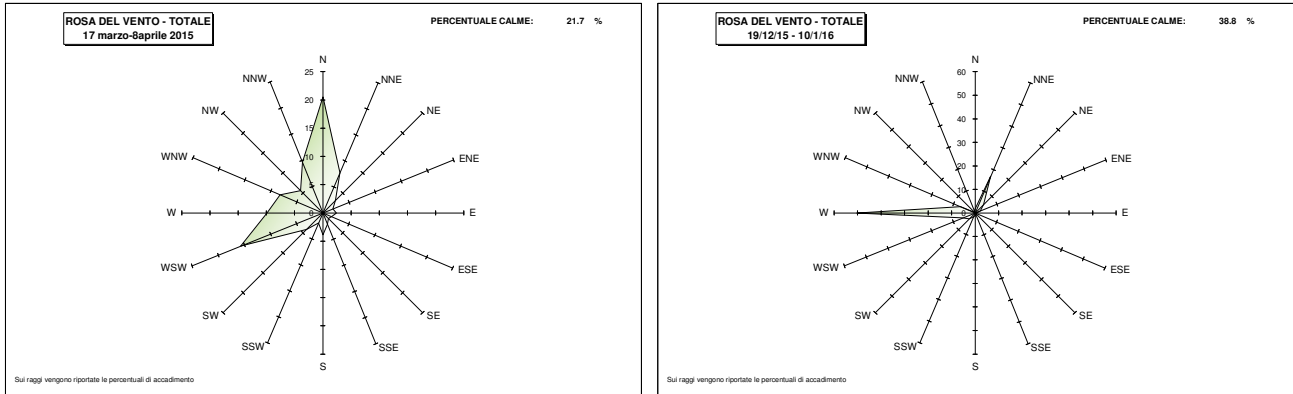 ROSA DEL VENTO - TOTALE
17 marzo-8aprile 2015
PERCENTUALE CALME: 21.7 %
N
NNE
NE
ENE
E
ESE
SE
SSE
S
SSW
SW
WSW
W
WNW
NW
NNW
25
20
15
10
5
0
Sui raggi vengono riportate le percentuali di accadimento
ROSA DEL VENTO - TOTALE
19/12/15 - 10/1/16
PERCENTUALE CALME: 38.8 %
N
NNE
NE
ENE
E
ESE
SE
SSE
S
SSW
SW
WSW
W
WNW
NW
NNW
60
50
40
30
20
10
0
Sui raggi vengono riportate le percentuali di accadimento